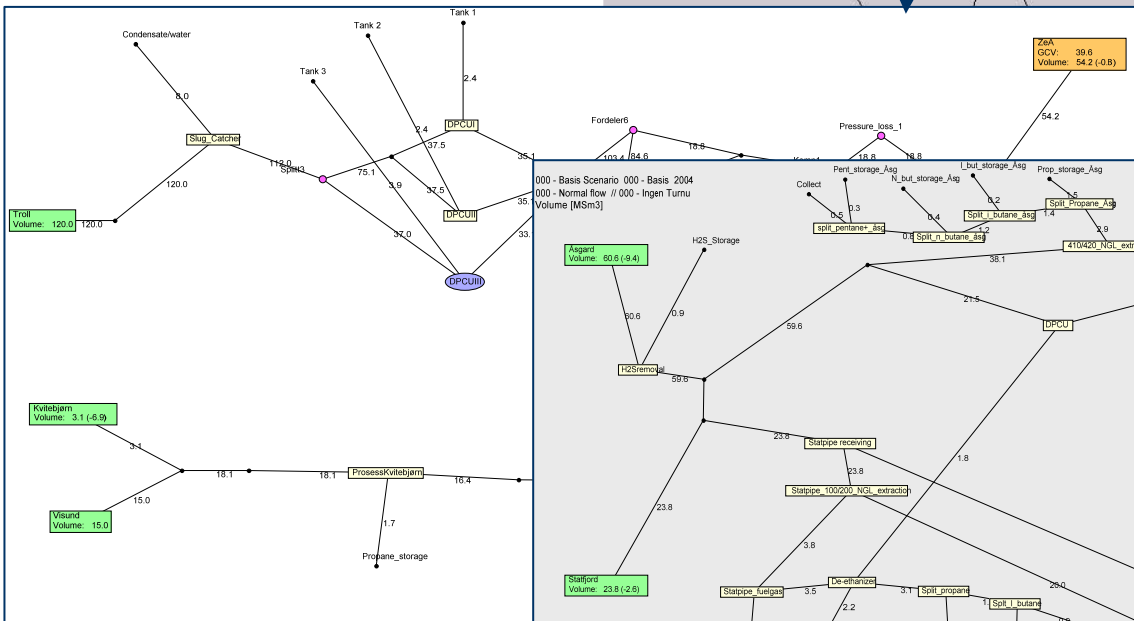 Tank 1
Tank 2
Condensate/water
Tank 3
2.4
8.0
2.4
DPCUI
Slug_Catcher
37.5
35.1
112.0
Splitt3
75.1
3.9
37.5
120.0
Troll
Volume: 120.0
120.0
DPCUII
35.1
37.0
33.
DPCUIII
Kvitebjørn
Volume: 3.1 (-6.9)
3.1
18.1
18.1
ProsessKvitebjørn
16.4
15.0
Visund
Volume: 15.0
1.7
Propane_storage
ZeA
GCV: 39.6
Volume: 54.2 (-0.8)
54.2
Fordeler6
Pressure_loss_1
103.4
84.6
18.8
18.8
18.8
000 - Basis Scenario 000 - Basis 2004
000 - Normal flow // 000 - Ingen Turnu
Volume [MSm3]
Pent_storage_Åsg
I_but_storage_Åsg
Prop_storage_Åsg
Collect
N_but_storage_Åsg
0.3
0.5
0.2
1.5
Split_Propane_Åsg
0.4
Split_i_butane_åsg
1.4
split_pentane+_åsg
1.2
Split_n_butane_åsg
2.9
410/420_NGL_extr
H2S_Storage
Åsgard
Volume: 60.6 (-9.4)
38.1
21.5
60.6
0.9
59.6
DPCU
H2Sremoval
59.6
23.8
Statpipe receiving
23.8
1.8
Statpipe_100/200_NGL_extraction
23.8
3.8
Statfjord
Volume: 23.8 (-2.6)
De-ethanizer
20.0
Statpipe_fuelgas
3.5
3.1
Split_propane
2.2
Splt_I_butane